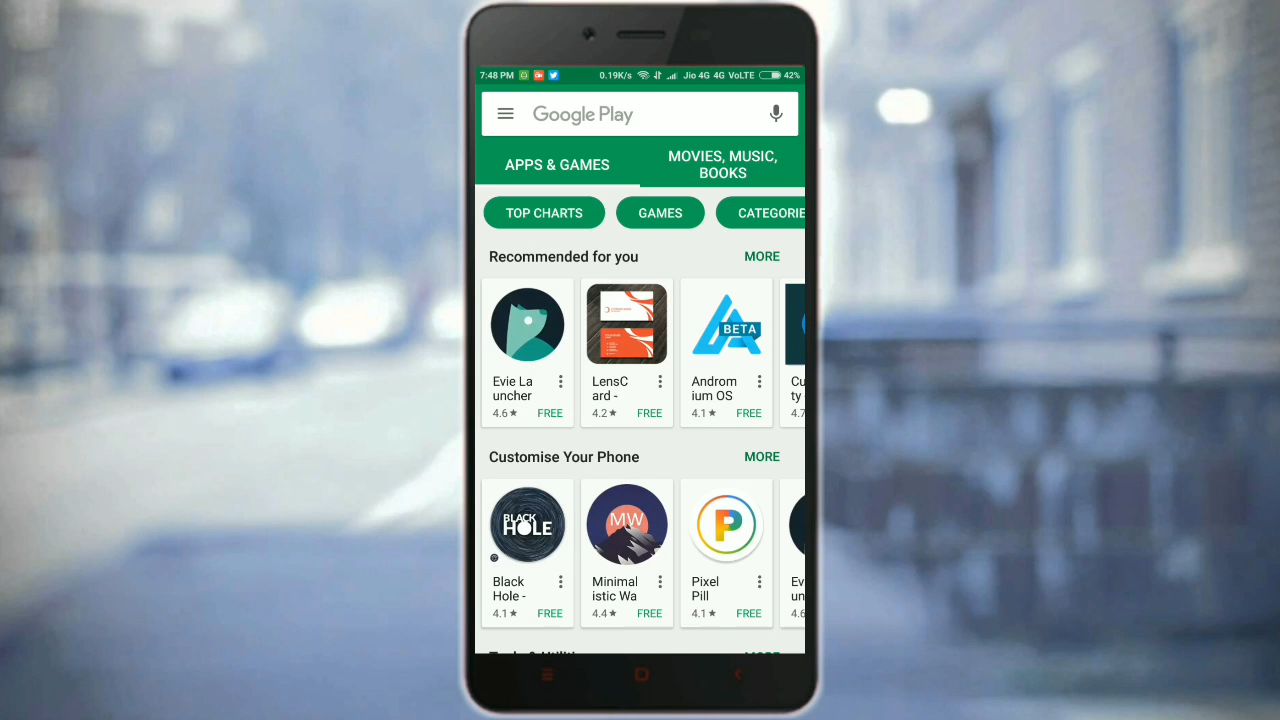 7:48 PM 0.19K/s Jio 4G 4G VoLTE 42%
Google Play
APPS & GAMES
MOVIES, MUSIC,
BOOKS
TOP CHARTS GAMES CATEGORIE
Recommended for you MORE
BETA
Evie La
uncher
4.6★ FREE
LensC
ard -
4.2★ FREE
Androm
ium OS
4.1★ FREE
Cu
ty
4.7
Customise Your Phone MORE
BLACK
HOLE
MW
P
Black
Hole -
4.1★ FREE
Minimal
istic Wa
4.4★ FREE
Pixel
Pill
4.1★ FREE
Ev
un
4.6